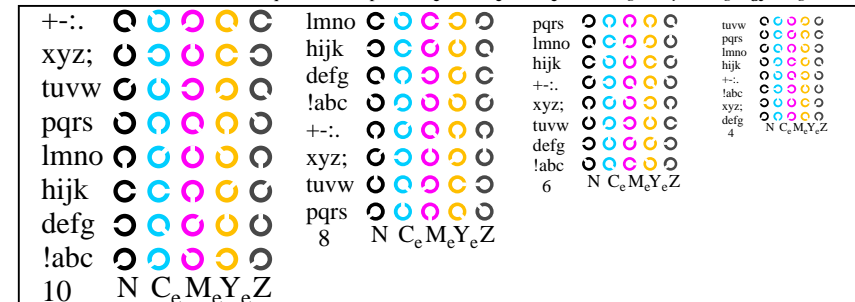 +-:.
xyz;
tuvw
pqrs
lmno
hijk
defg
!abc
10 N CeMeYeZ
lmno
hijk
defg
!abc
+-:.
xyz;
tuvw
pqrs
8 N CeMeYeZ
pqrs
lmno
hijk
+-:.
xyz;
tuvw
defg
!abc
6 N CeMeYeZ
tuvw
pqrs
lmno
hijk
+-:.
!abc
xyz;
defg
4 N CeMeYeZ